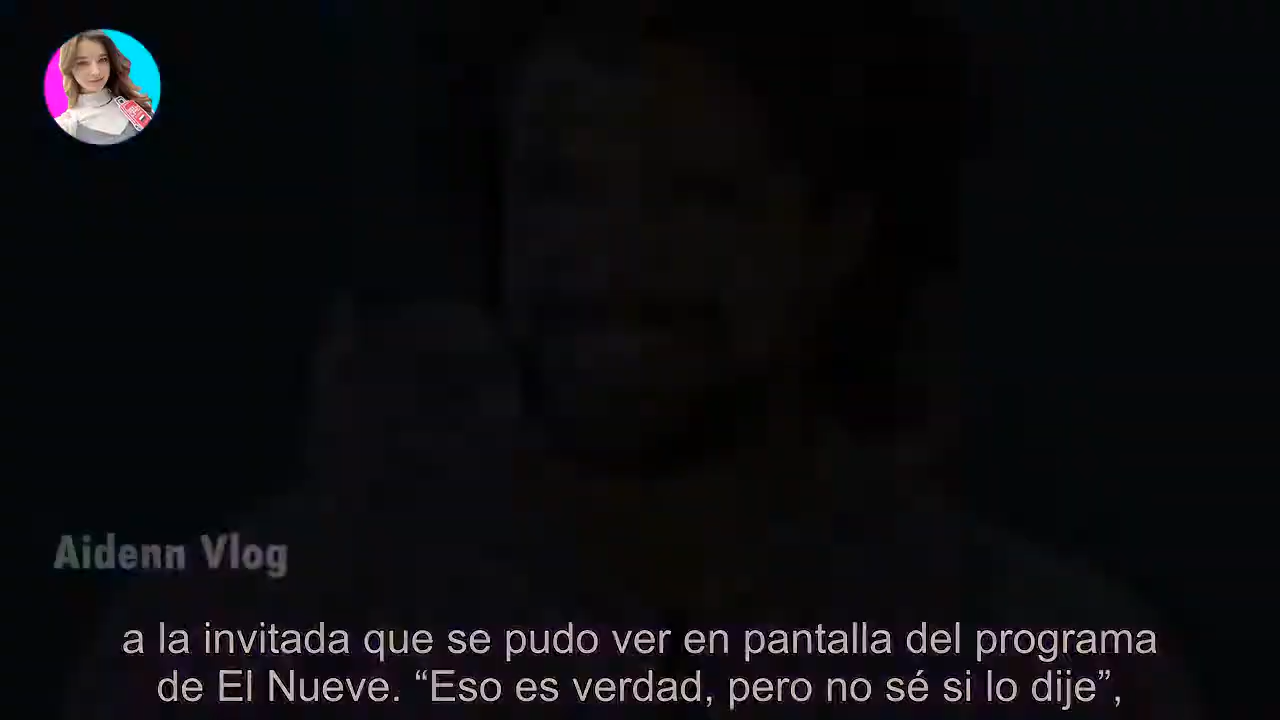 Aidenn Vlog
a la invitada que se pudo ver en pantalla del programa
de El Nueve. “Eso es verdad, pero no sé si lo dije”,